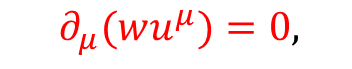 ∂_μ(wu^μ) = 0,